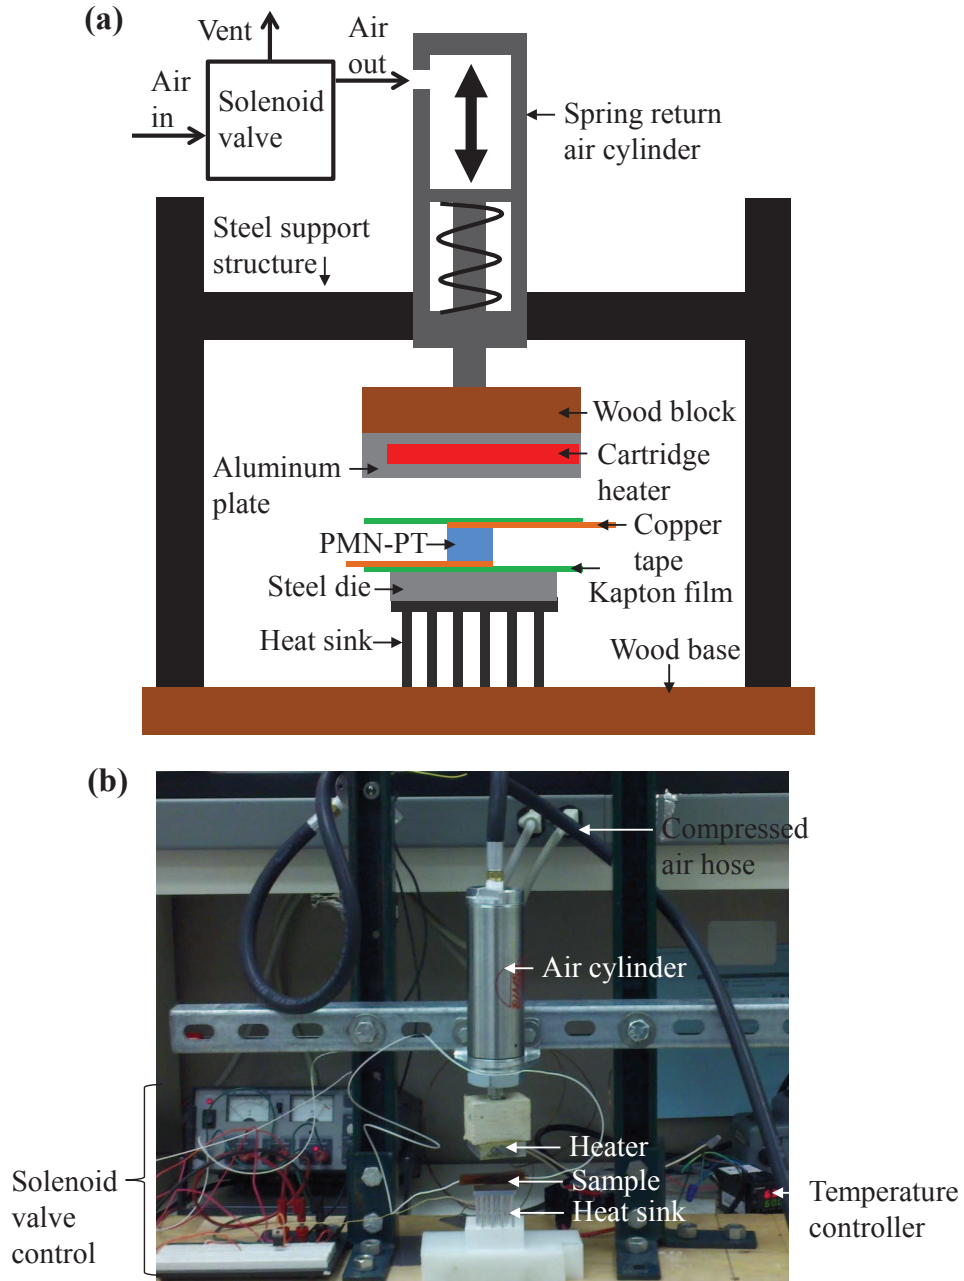 (a)
Vent
Air
out
Air
in
Solenoid
valve
Spring return
air cylinder
Steel support
structure
Wood block
Cartridge
heater
Aluminum
plate
Copper
tape
PMN-PT
Steel die
Kapton film
Heat sink
Wood base
(b)
Compressed
air hose
Air cylinder
Heater
Sample
Heat sink
Solenoid
valve
control
Temperature
controller